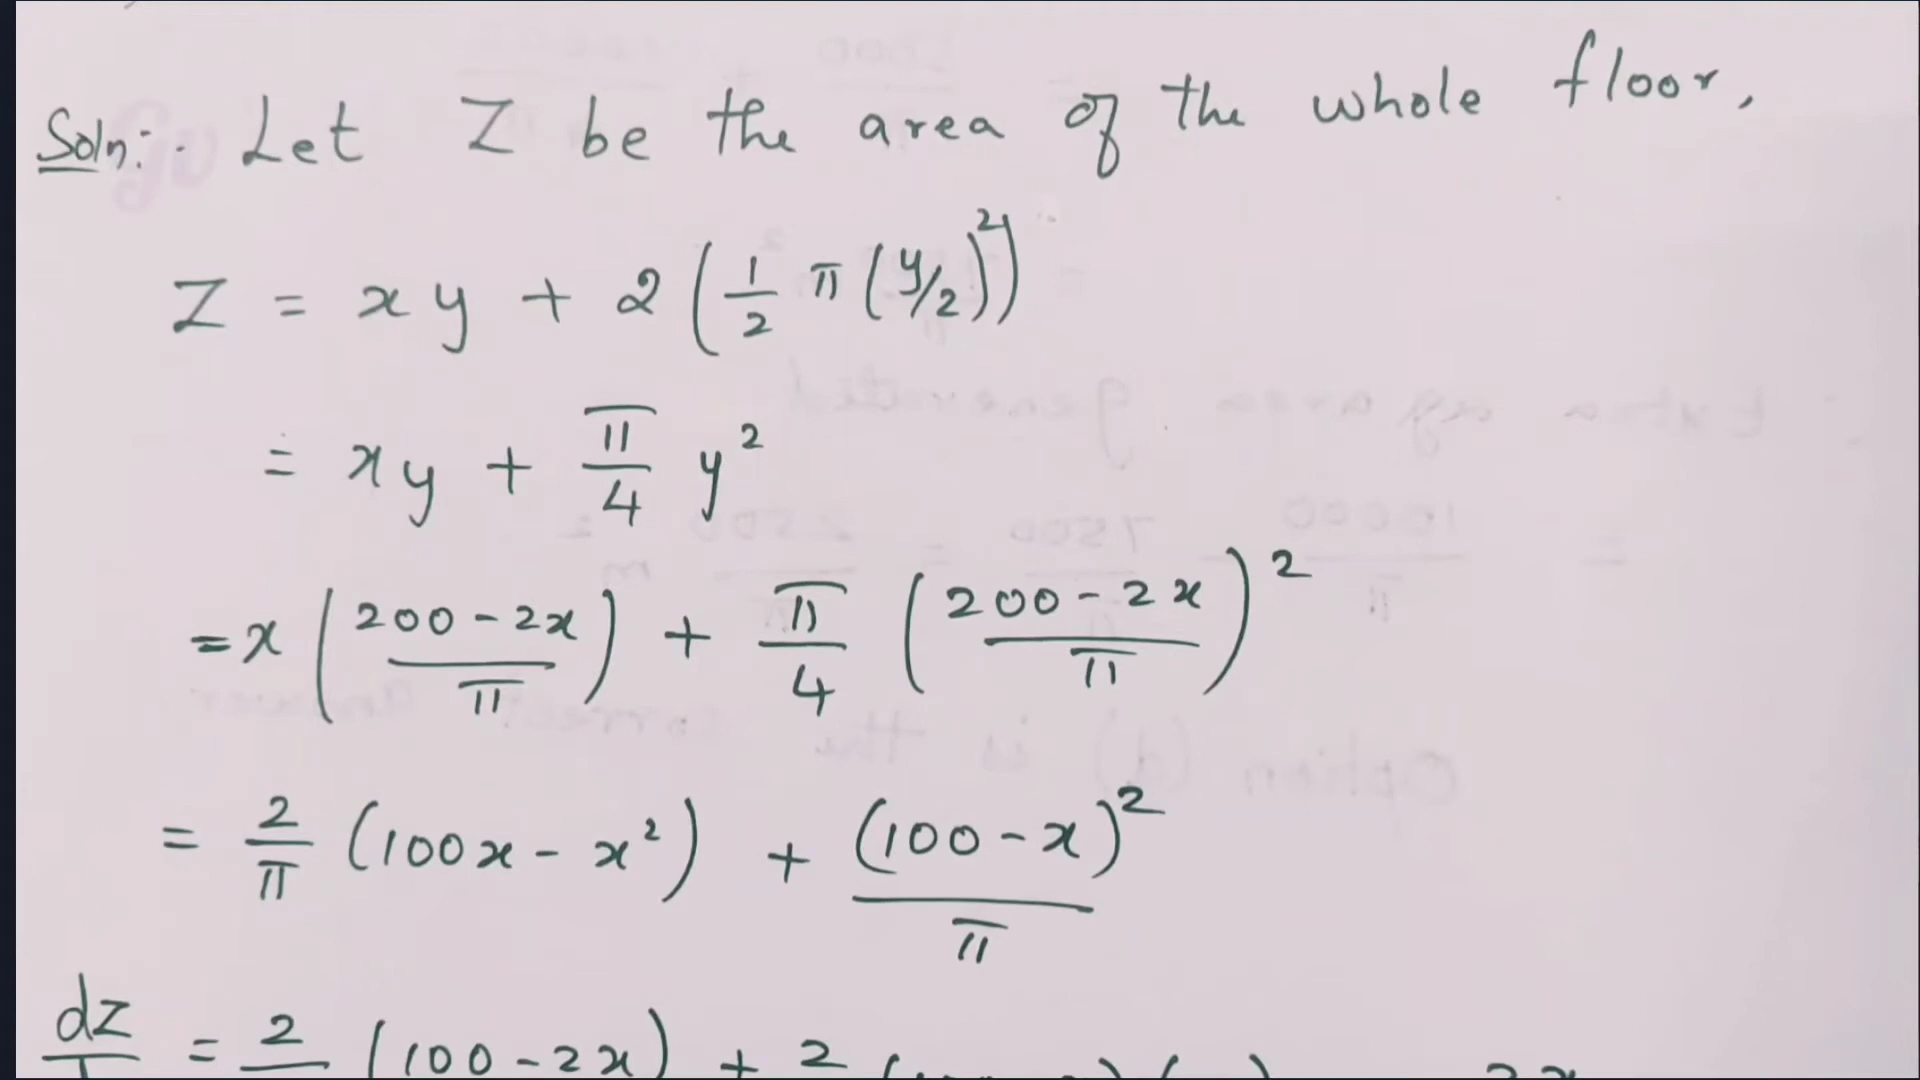 Soln: Let Z be the area of the whole floor,
Z = xy + 2 (1/2 π (y/2)²)
= xy + π/4 y²
= x ((200 - 2x)/π) + π/4 ((200 - 2x)/π)²
= 2/π (100x - x²) + (100 - x)²/π
dz = 2 (100 - 2x) + 2